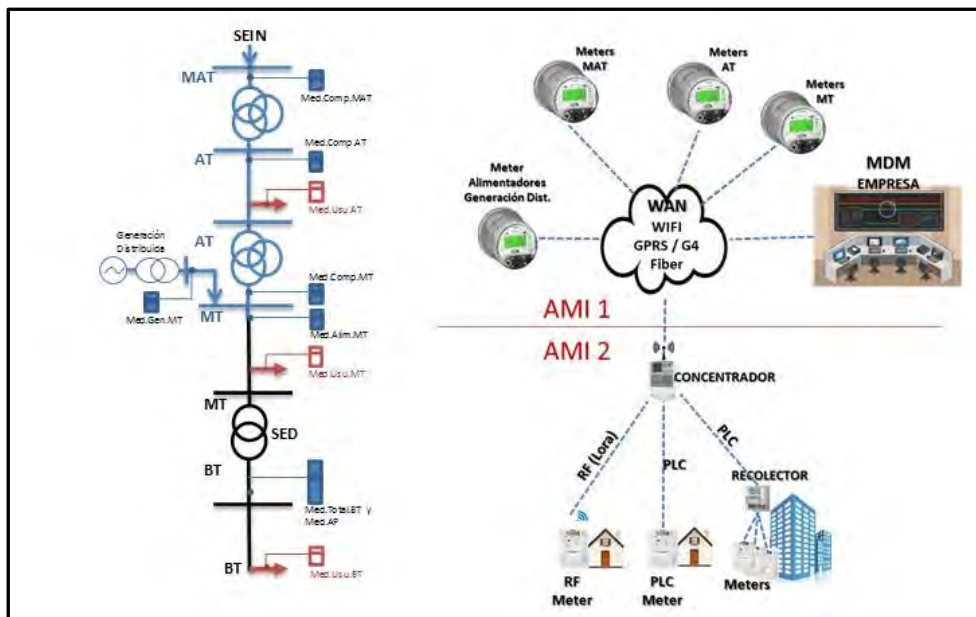 SEIN
MAT
Med.Comp.MAT
AT
Med.Comp AT
Med.Usu AT
AT
Generación
Distribuida
Med.Comp.MT
MT
Med.Gen.MT
Med.Alim.MT
Med.Usu.MT
MT
SED
BT
Med.Total.BT y
Med.AP
BT
Med.Usu.BT
Meters
MAT
Meters
AT
Meters
MT
Meter
Alimentadores
Generación Dist.
WAN
WIFI
GPRS / G4
Fiber
MDM
EMPRESA
AMI 1
AMI 2
CONCENTRADOR
RF (Lora)
PLC
PLC
RECOLECTOR
RF
Meter
PLC
Meter
Meters